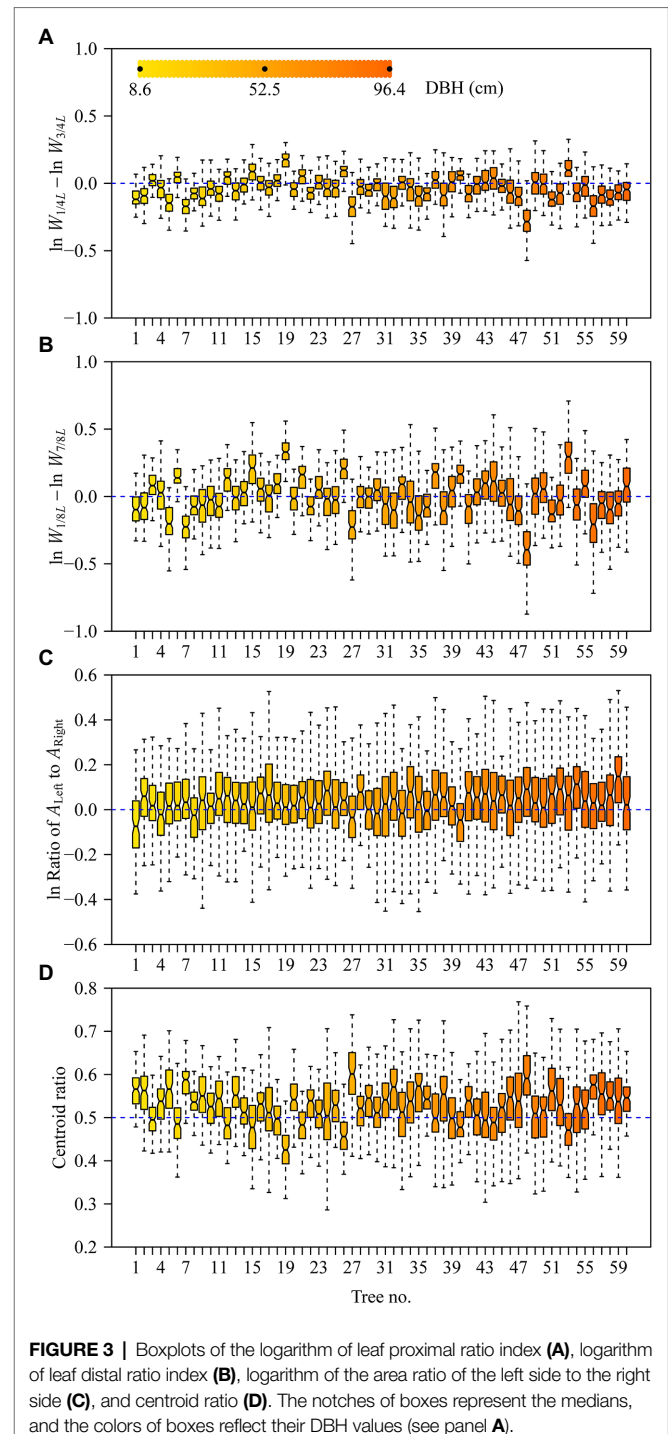 A
1.0
0.5
0.0
−0.5
−1.0
ln W1/4L − ln W3/4L
8.6 52.5 96.4 DBH (cm)
1 4 7 11 15 19 23 27 31 35 39 43 47 51 55 59
B
1.0
0.5
0.0
−0.5
−1.0
ln W1/8L − ln W7/8L
1 4 7 11 15 19 23 27 31 35 39 43 47 51 55 59
C
0.6
0.4
0.2
0.0
−0.2
−0.4
−0.6
ln Ratio of ALeft to ARight
1 4 7 11 15 19 23 27 31 35 39 43 47 51 55 59
D
0.8
0.7
0.6
0.5
0.4
0.3
0.2
Centroid ratio
1 4 7 11 15 19 23 27 31 35 39 43 47 51 55 59
Tree no.
FIGURE 3 | Boxplots of the logarithm of leaf proximal ratio index (A), logarithm
of leaf distal ratio index (B), logarithm of the area ratio of the left side to the right
side (C), and centroid ratio (D). The notches of boxes represent the medians,
and the colors of boxes reflect their DBH values (see panel A).